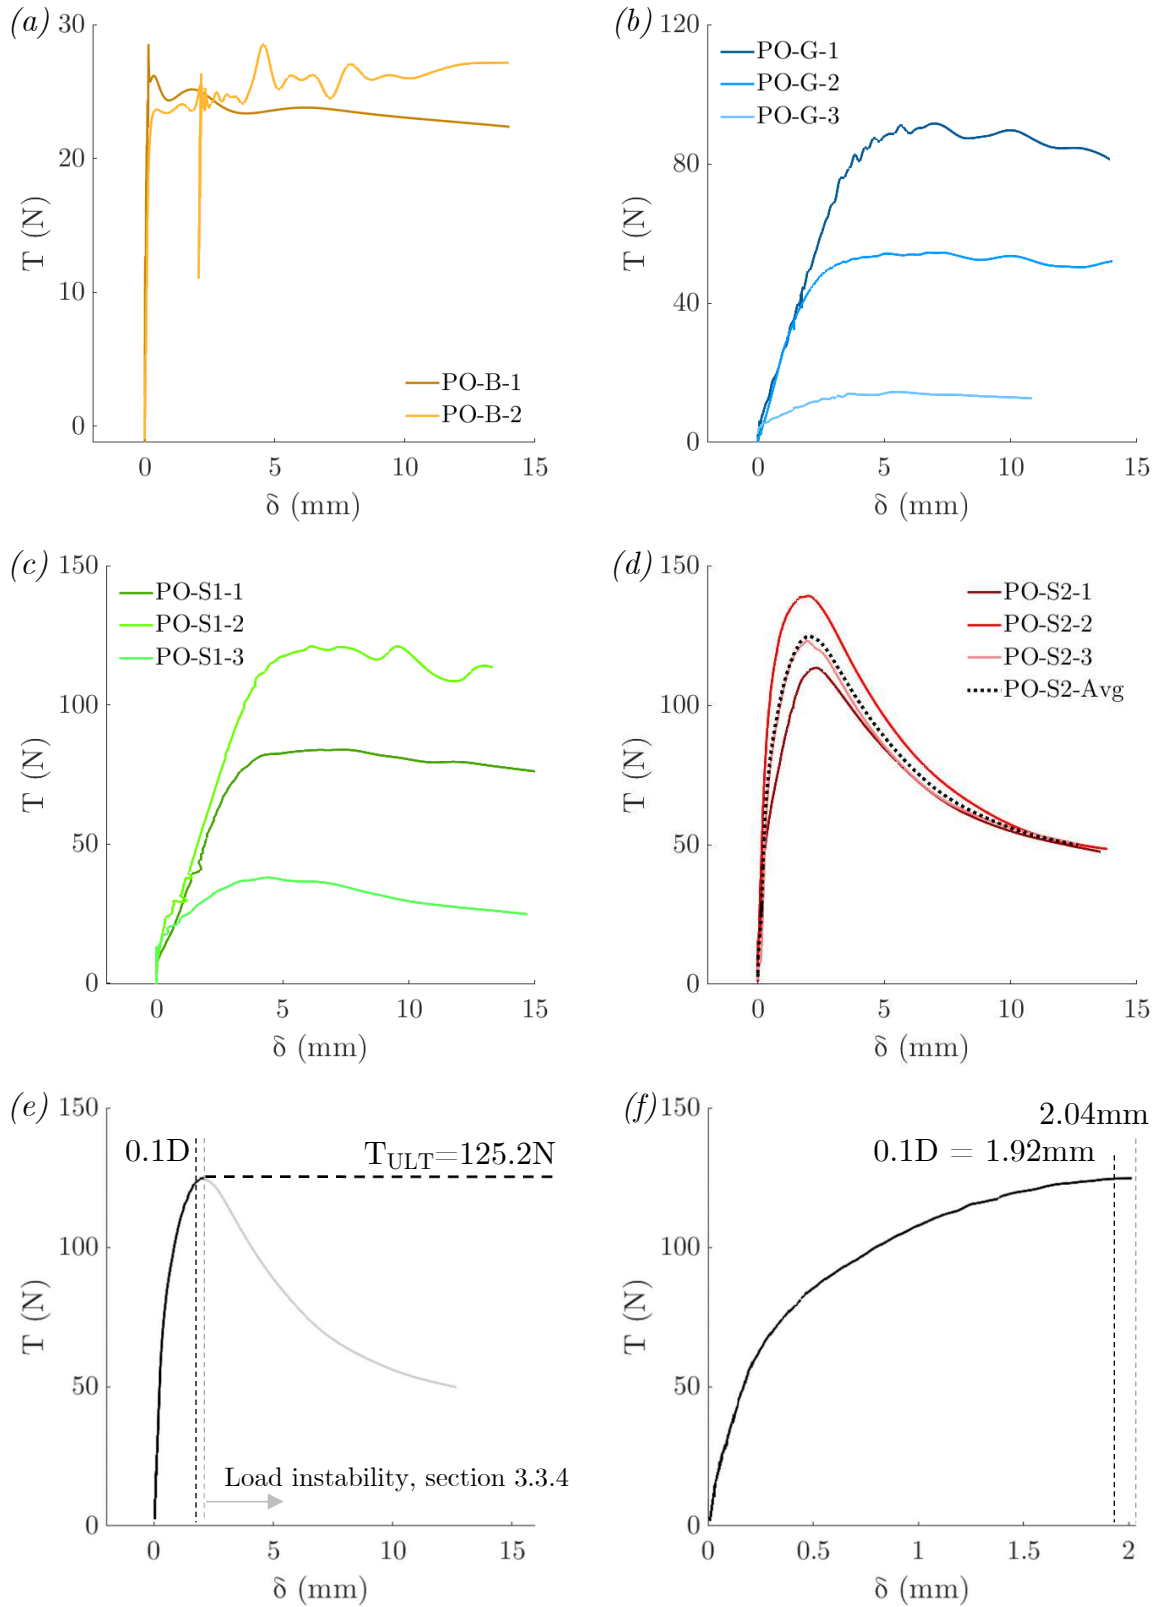 (a)
30
20
10
0
T (N)
PO-B-1
PO-B-2
0 5 10 15
δ (mm)
(b)
120
80
40
0
T (N)
PO-G-1
PO-G-2
PO-G-3
0 5 10 15
δ (mm)
(c)
150
100
50
0
T (N)
PO-S1-1
PO-S1-2
PO-S1-3
0 5 10 15
δ (mm)
(d)
150
100
50
0
T (N)
PO-S2-1
PO-S2-2
PO-S2-3
PO-S2-Avg
0 5 10 15
δ (mm)
(e)
150
100
50
0
T (N)
0.1D
T_ULT=125.2N
Load instability, section 3.3.4
0 5 10 15
δ (mm)
(f)
150
100
50
0
T (N)
2.04mm
0.1D = 1.92mm
0 0.5 1 1.5 2
δ (mm)